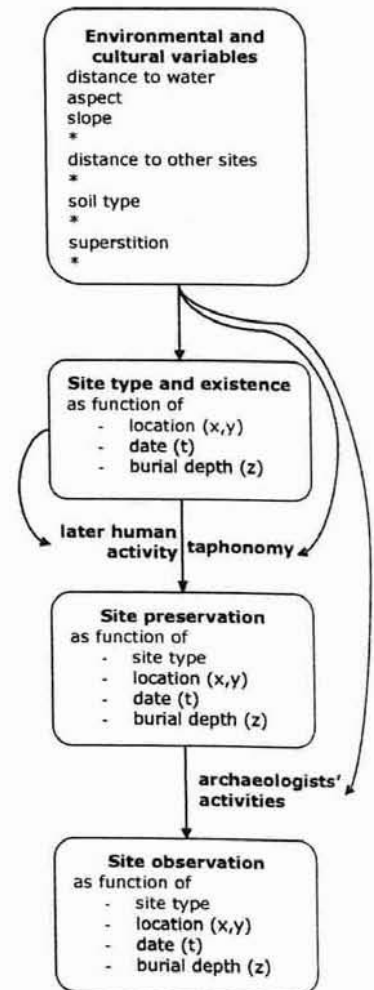 Environmental and
cultural variables
distance to water
aspect
slope
*
distance to other sites
*
soil type
*
superstition
*
Site type and existence
as function of
- location (x,y)
- date (t)
- burial depth (z)
later human
activity
taphonomy
Site preservation
as function of
- site type
- location (x,y)
- date (t)
- burial depth (z)
archaeologists'
activities
Site observation
as function of
- site type
- location (x,y)
- date (t)
- burial depth (z)